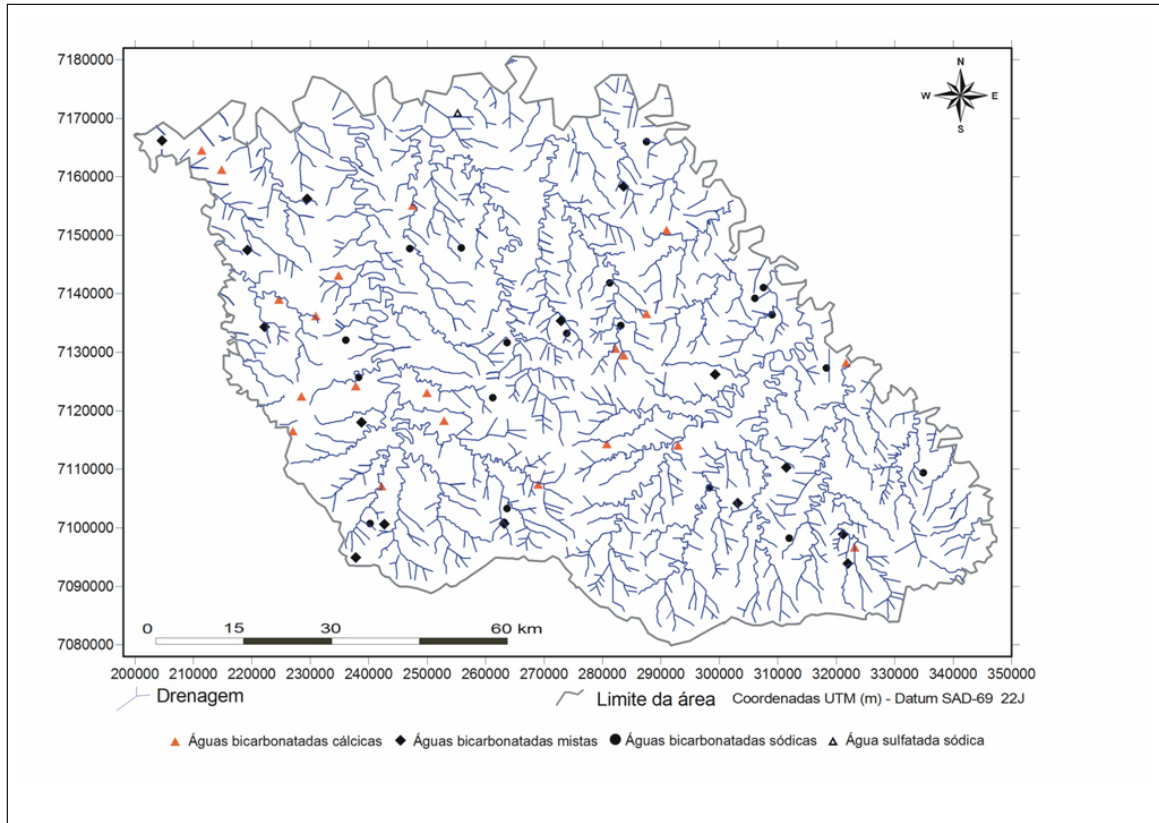 7180000
7170000
7160000
7150000
7140000
7130000
7120000
7110000
7100000
7090000
7080000
N
W E
S
0 15 30 60 km
200000 210000 220000 230000 240000 250000 260000 270000 280000 290000 300000 310000 320000 330000 340000 350000
Drenagem Limite da área Coordenadas UTM (m) - Datum SAD-69 22J
Águas bicarbonatadas cálcicas Águas bicarbonatadas mistas Águas bicarbonatadas sódicas Água sulfatada sódica